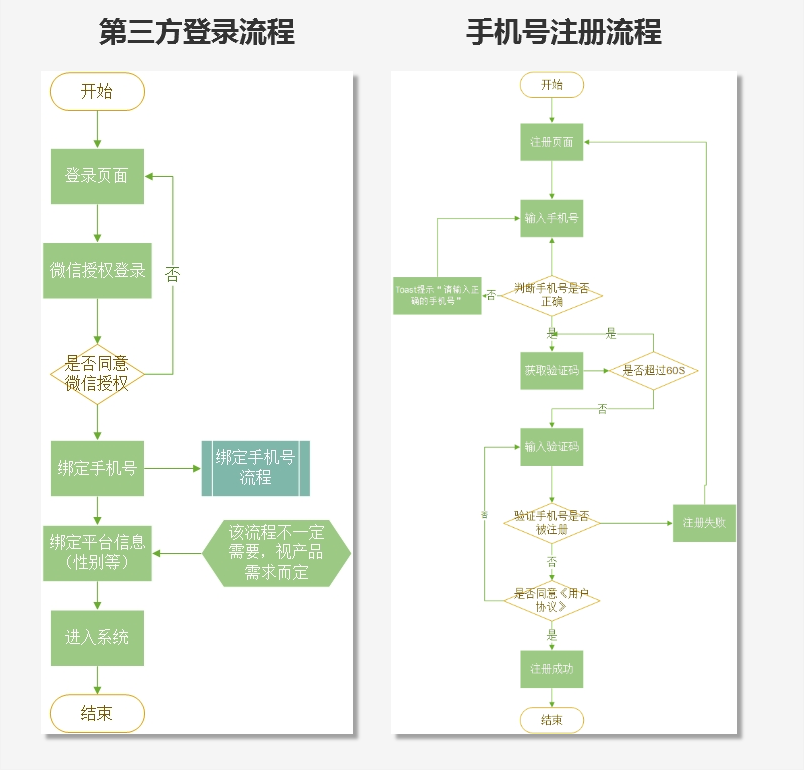 第三方登录流程
开始
登录页面
微信授权登录
否
是否同意
微信授权
绑定手机号
绑定手机号
流程
绑定平台信息
（性别等）
该流程不一定
需要，视产品
需求而定
进入系统
结束
手机号注册流程
开始
注册页面
输入手机号
判断手机号是否
正确
否
Toast提示“请输入正
确的手机号”
是
是
获取验证码
是否超过60S
否
输入验证码
否
验证手机号是否
被注册
注册失败
否
是否同意《用户
协议》
是
注册成功
结束